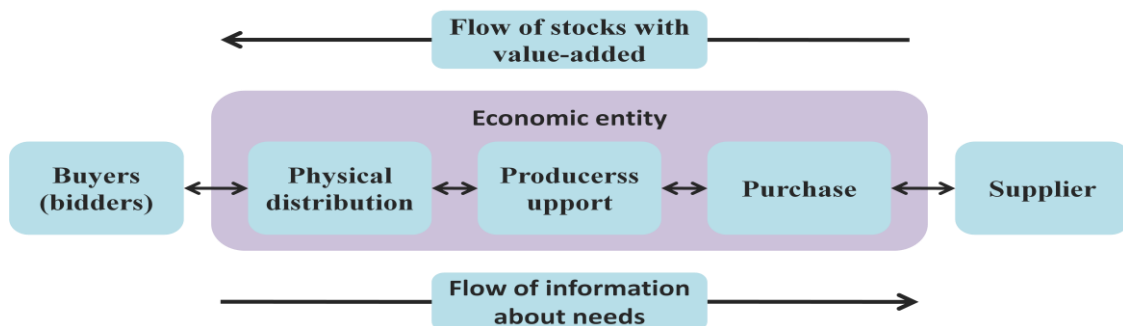 Flow of stocks with
value-added
Economic entity
Buyers
(bidders)
Physical
distribution
Producerss
upport
Purchase
Supplier
Flow of information
about needs